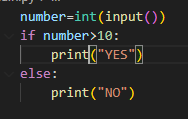 number=int(input())
if number>10:
    print("YES")
else:
    print("NO")